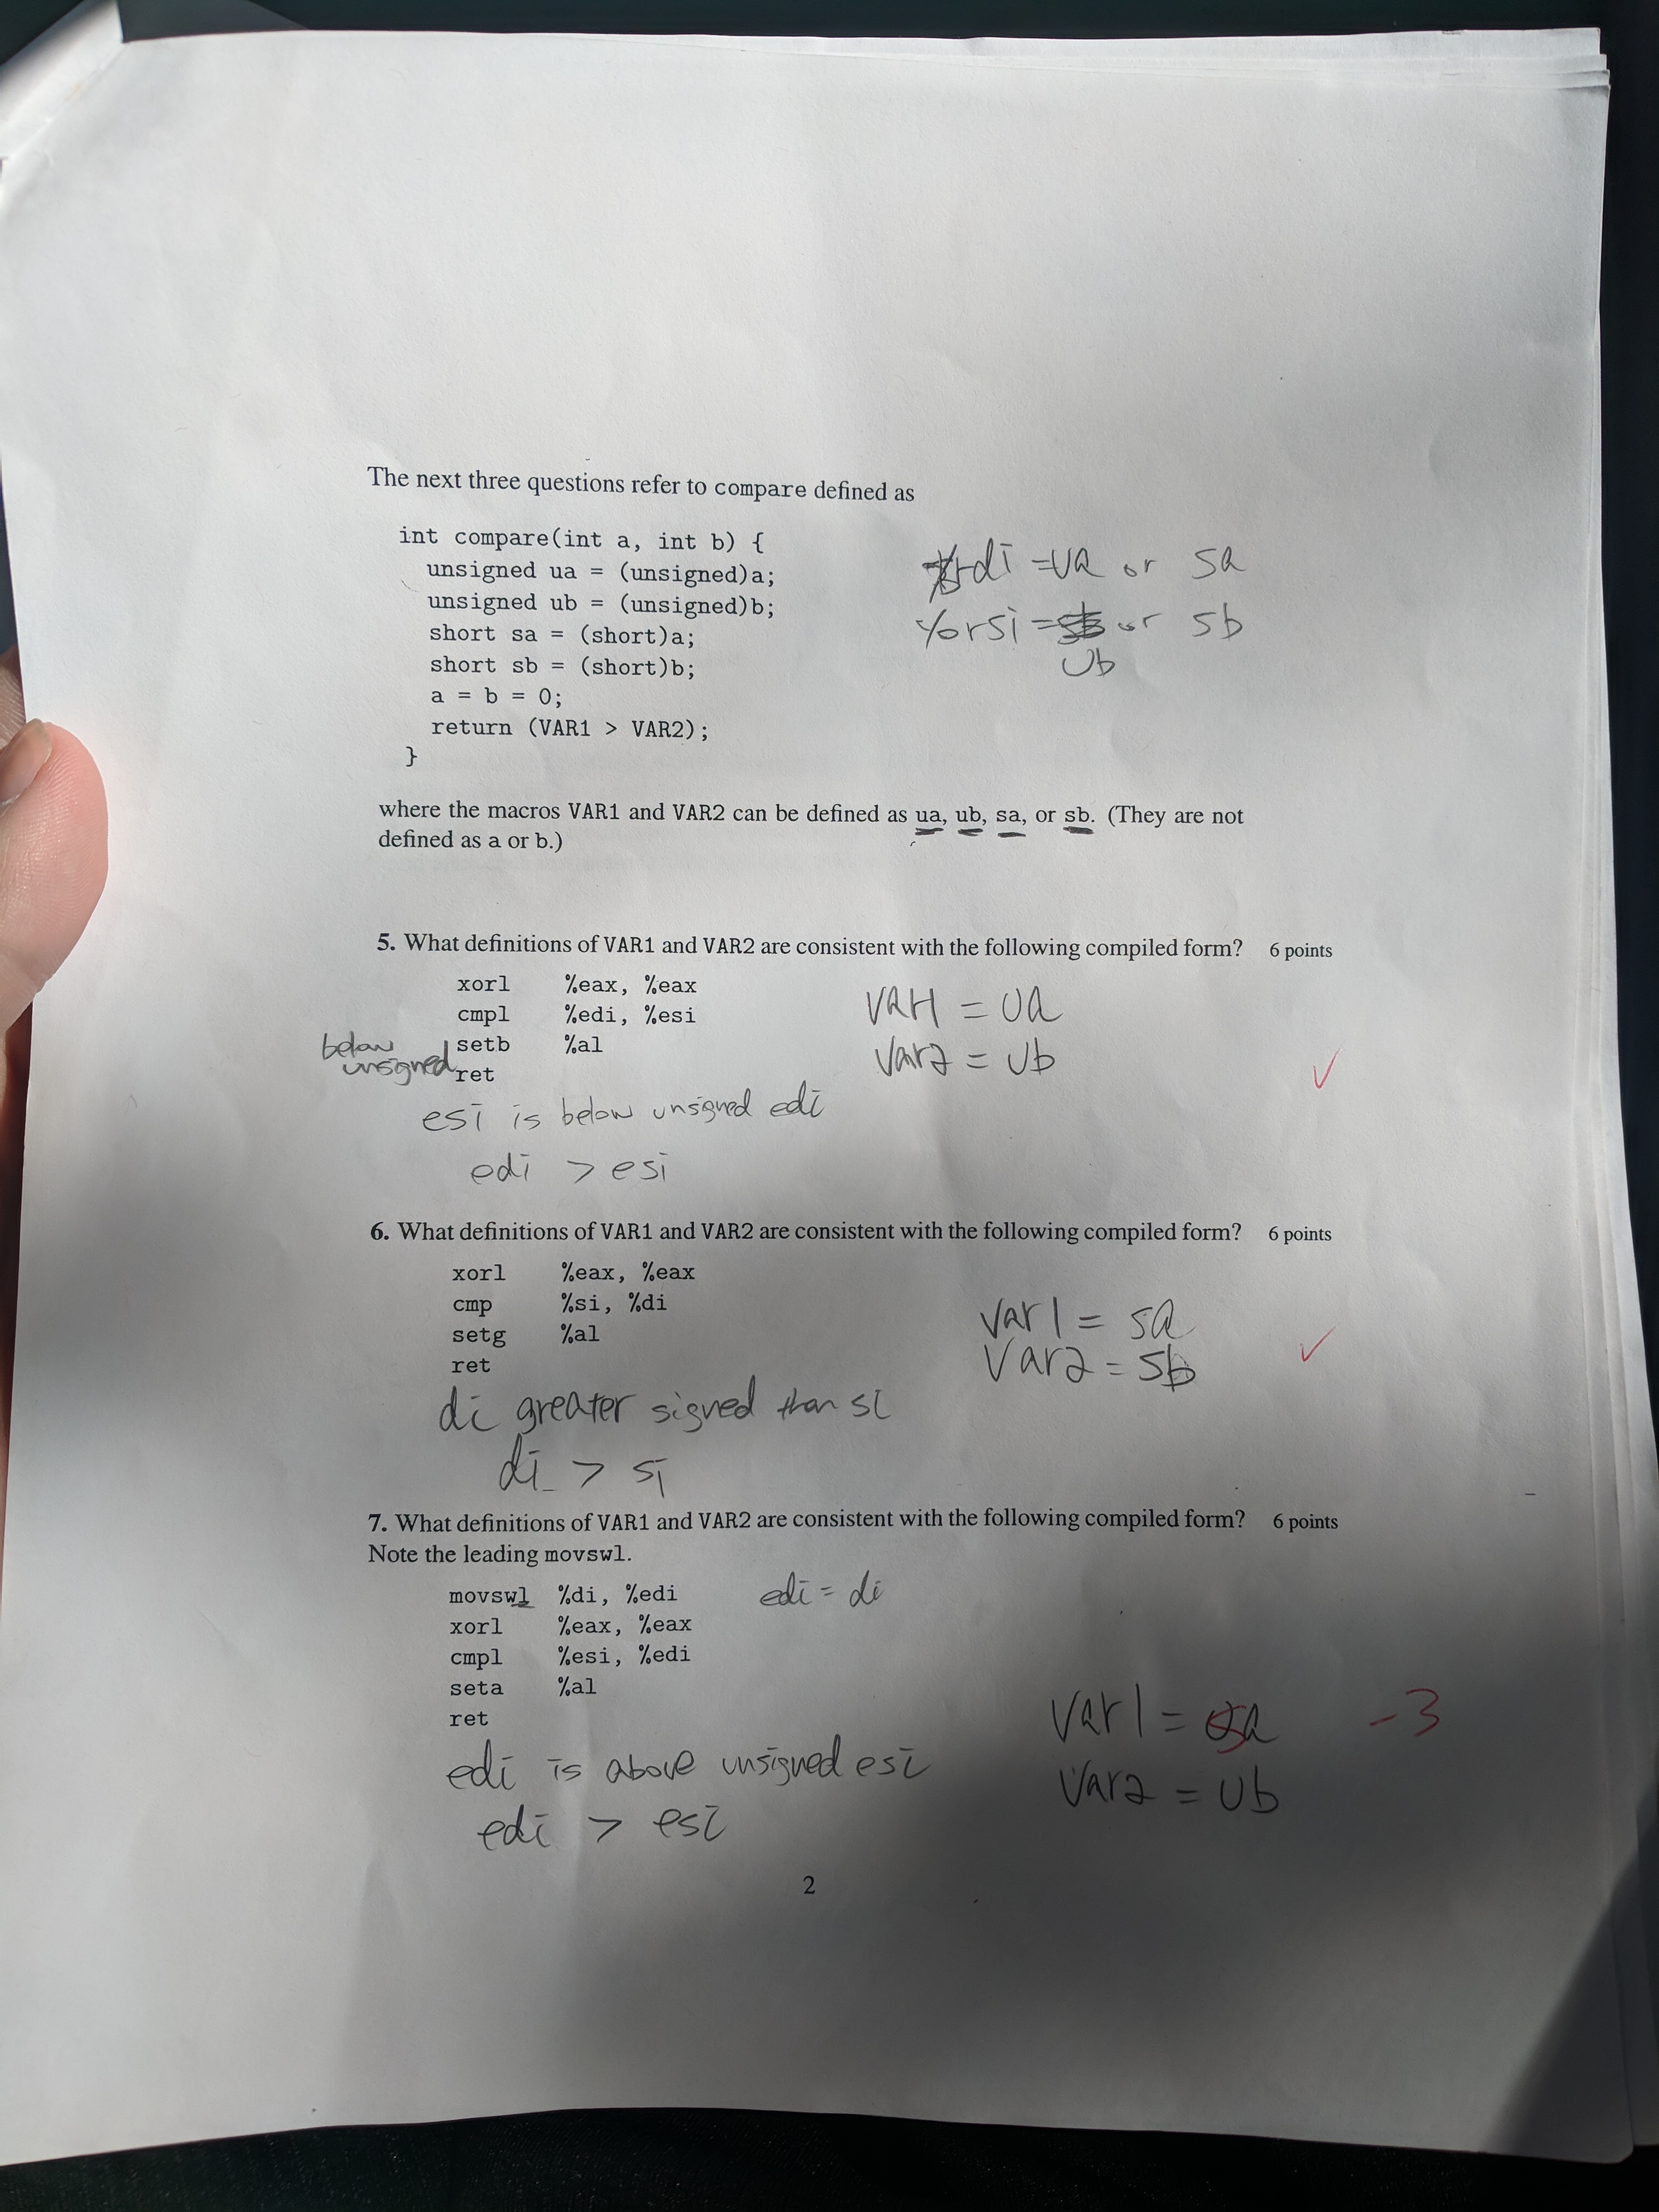 The next three questions refer to compare defined as
int compare(int a, int b) {
unsigned ua = (unsigned)a;
unsigned ub = (unsigned)b;
short sa = (short)a;
short sb = (short)b;
a = b = 0;
return (VAR1 > VAR2);
}
di = ua or sa
% or si = or sb
ub
where the macros VAR1 and VAR2 can be defined as ua, ub, sa, or sb. (They are not
defined as a or b.)
5. What definitions of VAR1 and VAR2 are consistent with the following compiled form? 6 points
xorl %eax, %eax
cmpl %edi, %esi
setb %al
ret
below
unsigned
var1 = ua
var2 = ub
✓
esi is below unsigned edi
edi > esi
6. What definitions of VAR1 and VAR2 are consistent with the following compiled form? 6 points
xorl %eax, %eax
cmp %si, %di
setg %al
ret
var1 = sa
var2 = sb
✓
di greater signed than si
di > si
7. What definitions of VAR1 and VAR2 are consistent with the following compiled form? 6 points
Note the leading movswl.
movswl %di, %edi edi = di
xorl %eax, %eax
cmpl %esi, %edi
seta %al
ret
var1 = sa -3
var2 = ub
edi is above unsigned esi
edi > esi
2